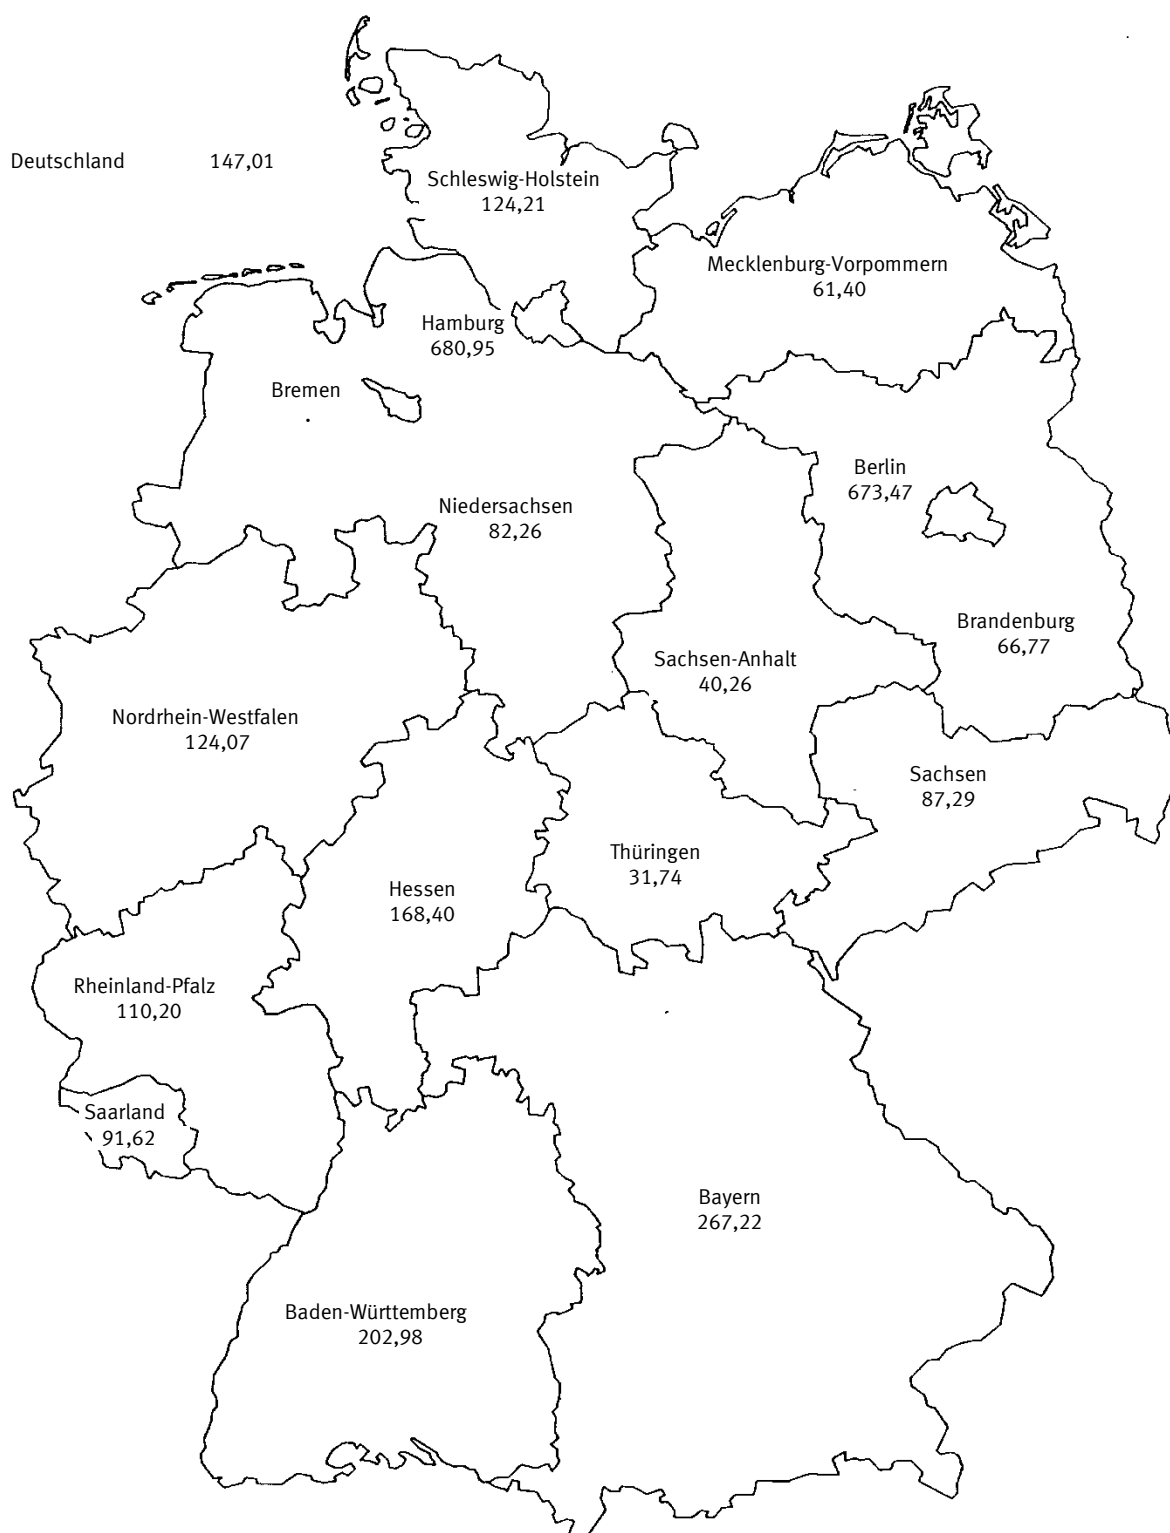 Deutschland 147,01
Schleswig-Holstein
124,21
Mecklenburg-Vorpommern
61,40
Hamburg
680,95
Bremen
Berlin
673,47
Niedersachsen
82,26
Brandenburg
66,77
Sachsen-Anhalt
40,26
Nordrhein-Westfalen
124,07
Sachsen
87,29
Thüringen
31,74
Hessen
168,40
Rheinland-Pfalz
110,20
Saarland
91,62
Bayern
267,22
Baden-Württemberg
202,98